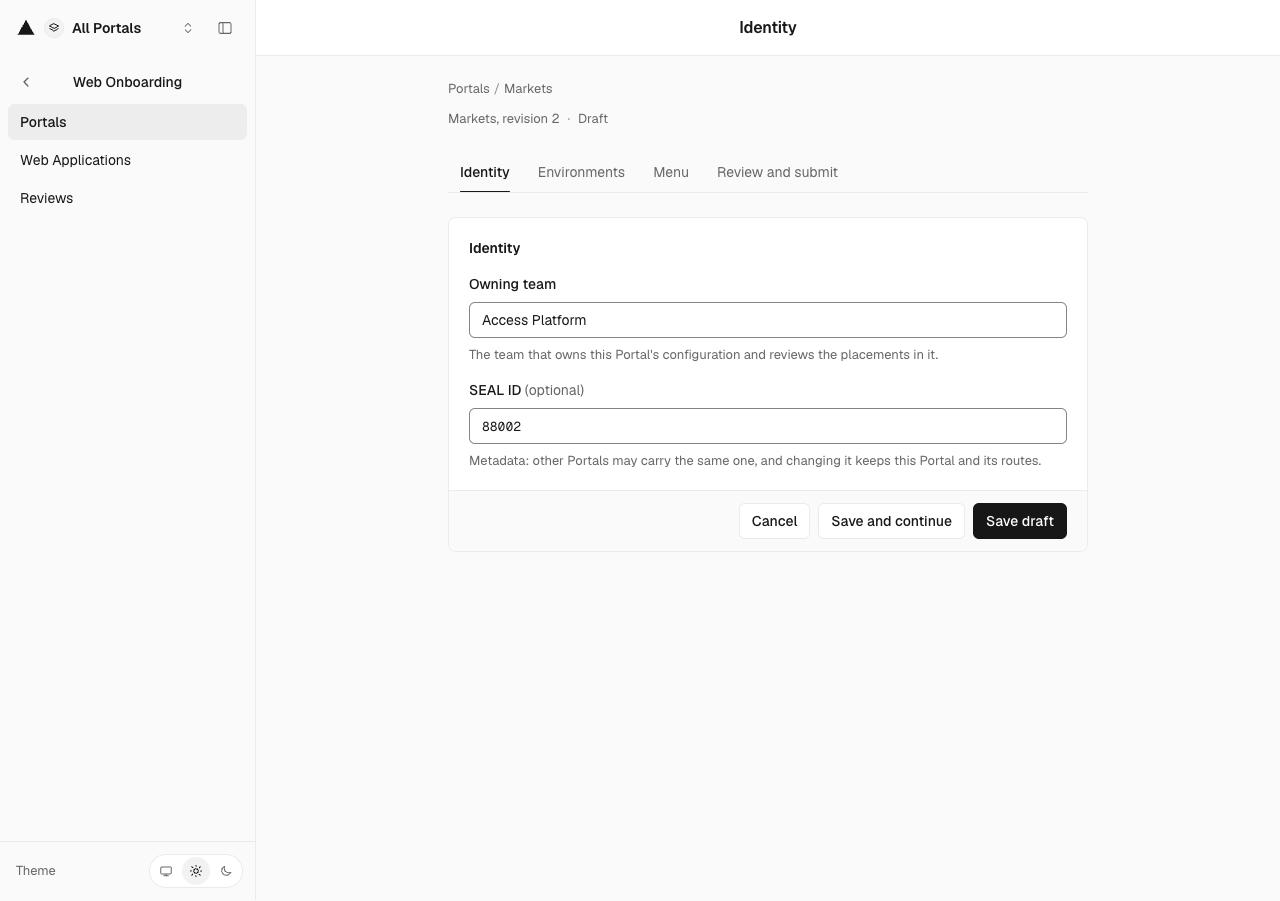 All Portals
Identity
Web Onboarding
Portals
Web Applications
Reviews
Portals / Markets
Markets, revision 2 · Draft
Identity Environments Menu Review and submit
Identity
Owning team
Access Platform
The team that owns this Portal's configuration and reviews the placements in it.
SEAL ID (optional)
88002
Metadata: other Portals may carry the same one, and changing it keeps this Portal and its routes.
Cancel Save and continue Save draft
Theme